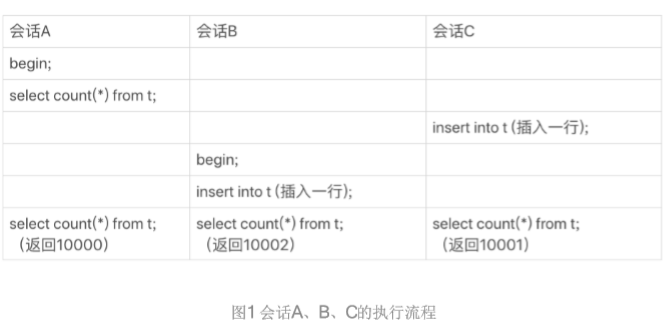 会话A 会话B 会话C
begin;
select count(*) from t;
insert into t (插入一行);
begin;
insert into t (插入一行);
select count(*) from t; select count(*) from t; select count(*) from t;
（返回10000） （返回10002） （返回10001）
图1 会话A、B、C的执行流程